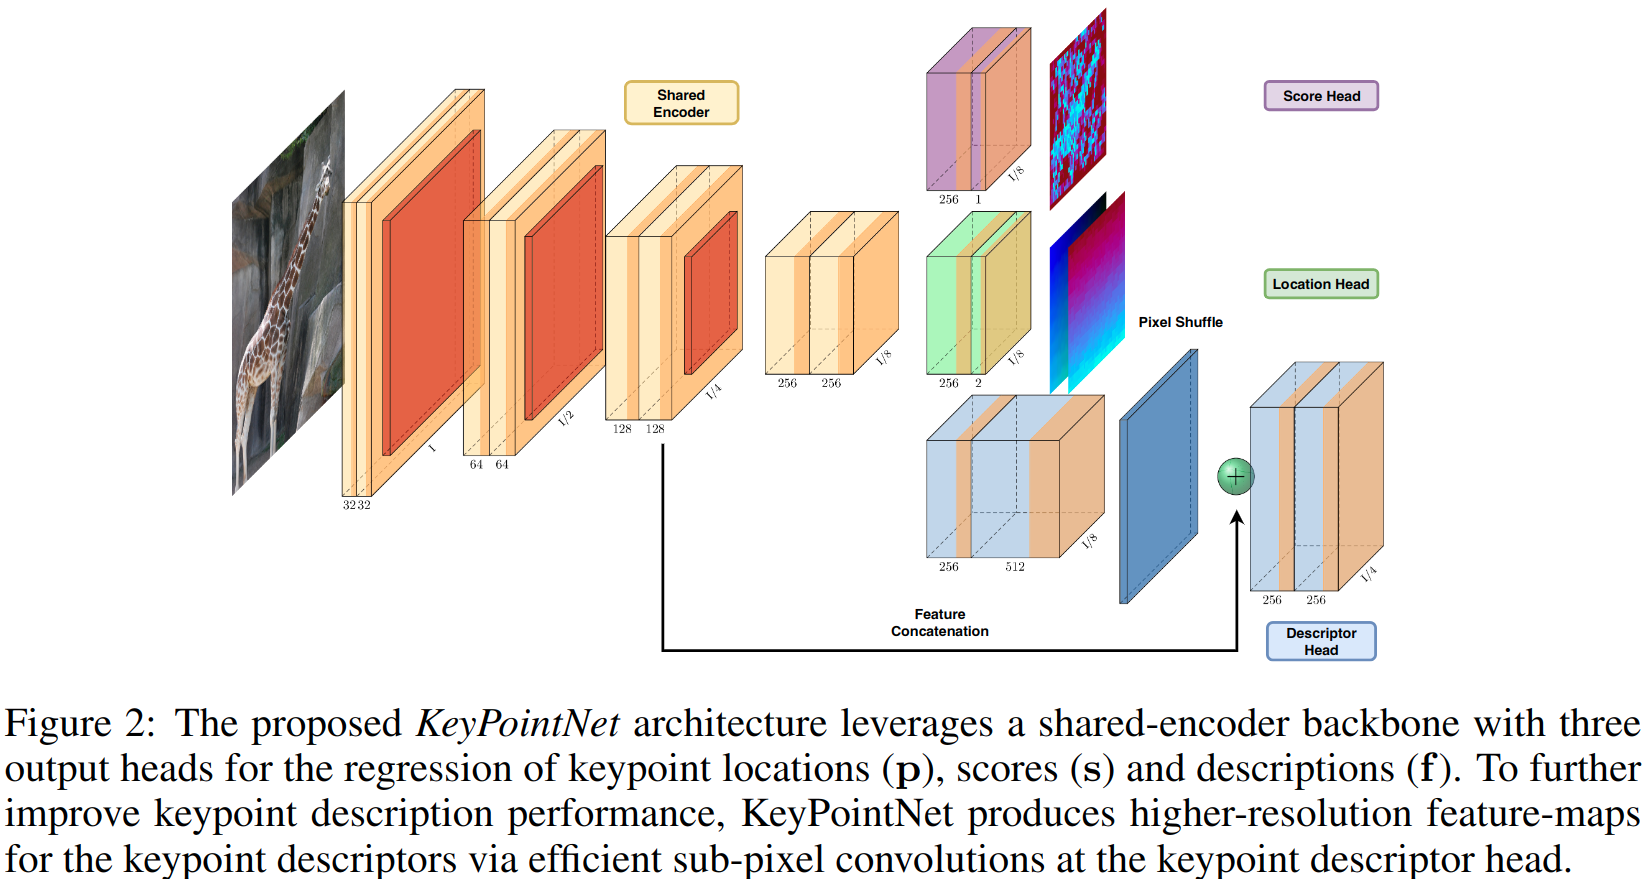 Shared
Encoder
Score Head
Location Head
Pixel Shuffle
Descriptor
Head
Feature
Concatenation
32 32
1
64 64
1/2
128 128
1/4
256 256
1/8
256 1
1/8
256 2
1/8
256 512
1/8
256 256
1/4
Figure 2: The proposed KeyPointNet architecture leverages a shared-encoder backbone with three
output heads for the regression of keypoint locations (p), scores (s) and descriptions (f). To further
improve keypoint description performance, KeyPointNet produces higher-resolution feature-maps
for the keypoint descriptors via efficient sub-pixel convolutions at the keypoint descriptor head.